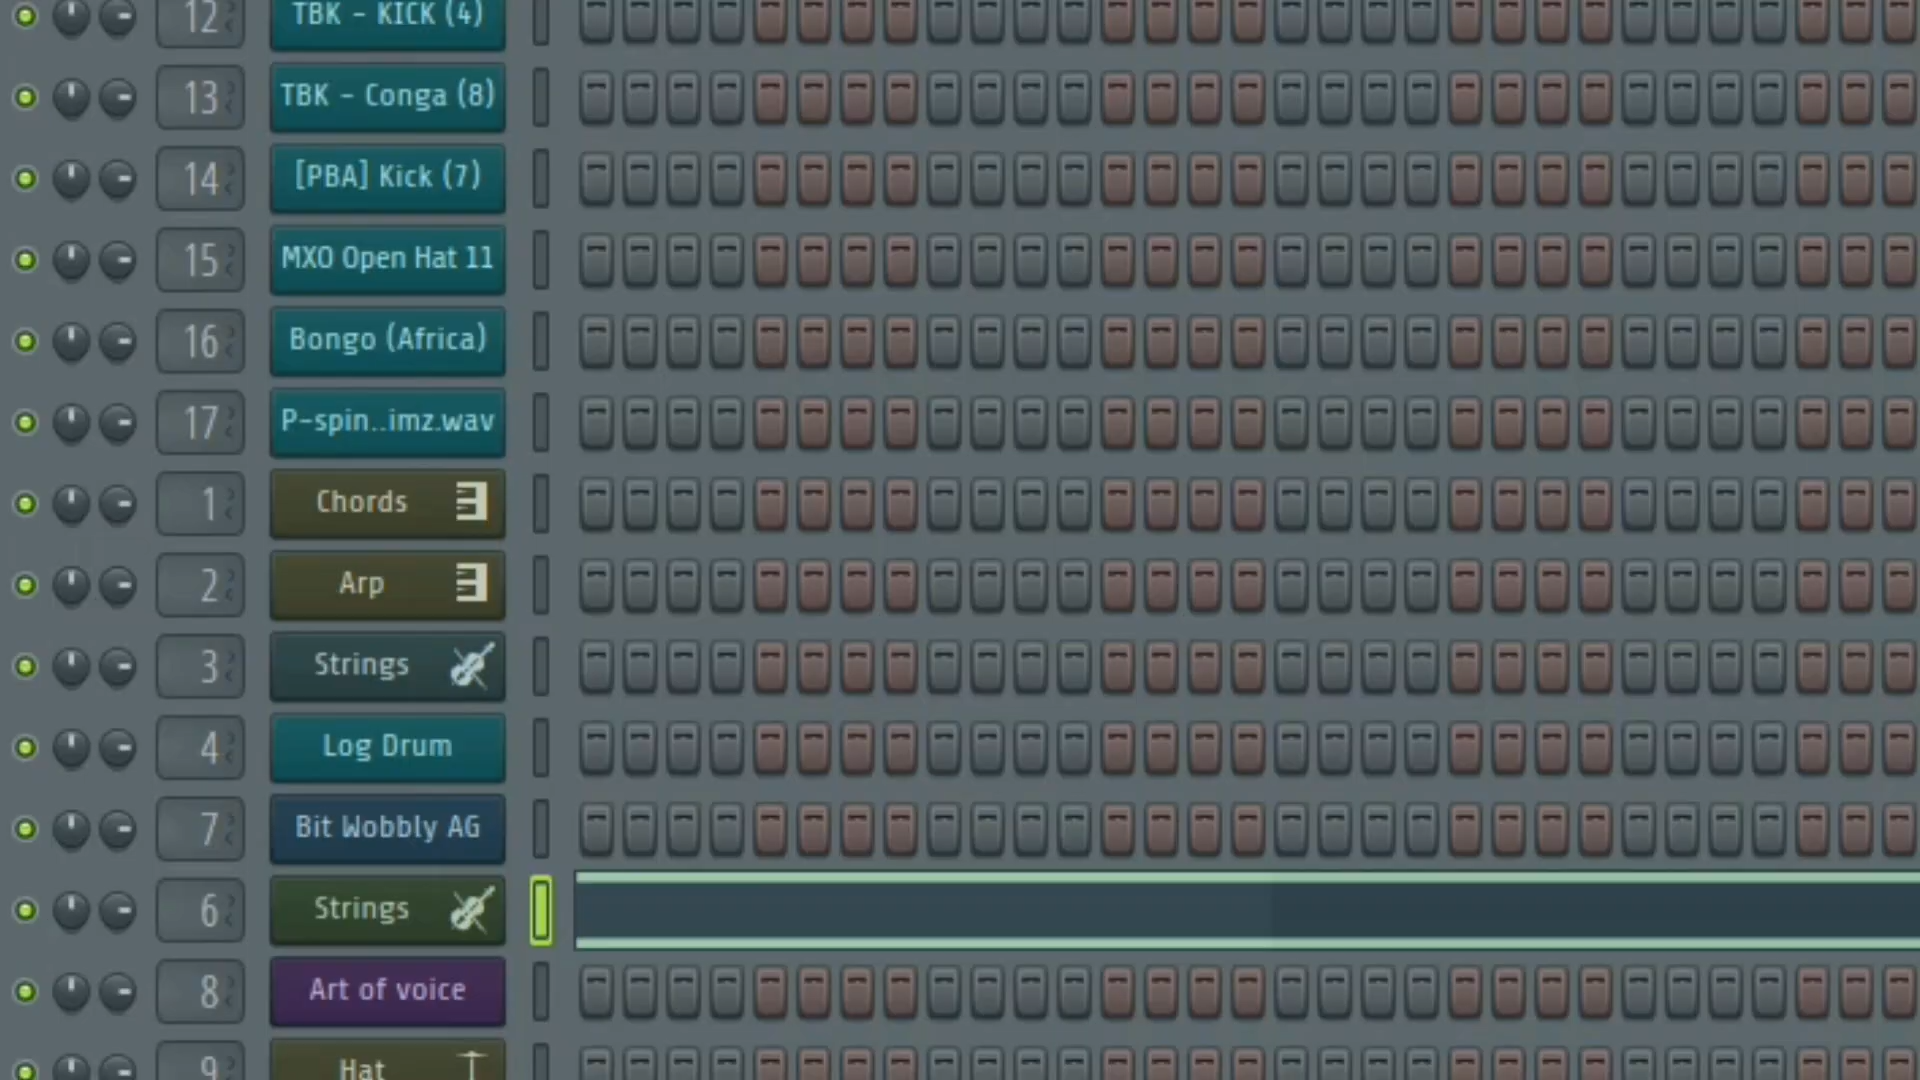 12 TBK - KICK (4)
13 TBK - Conga (8)
14 [PBA] Kick (7)
15 MXO Open Hat 11
16 Bongo (Africa)
17 P-spin..imz.wav
1 Chords
2 Arp
3 Strings
4 Log Drum
7 Bit Wobbly AG
6 Strings
8 Art of voice
9 Hat